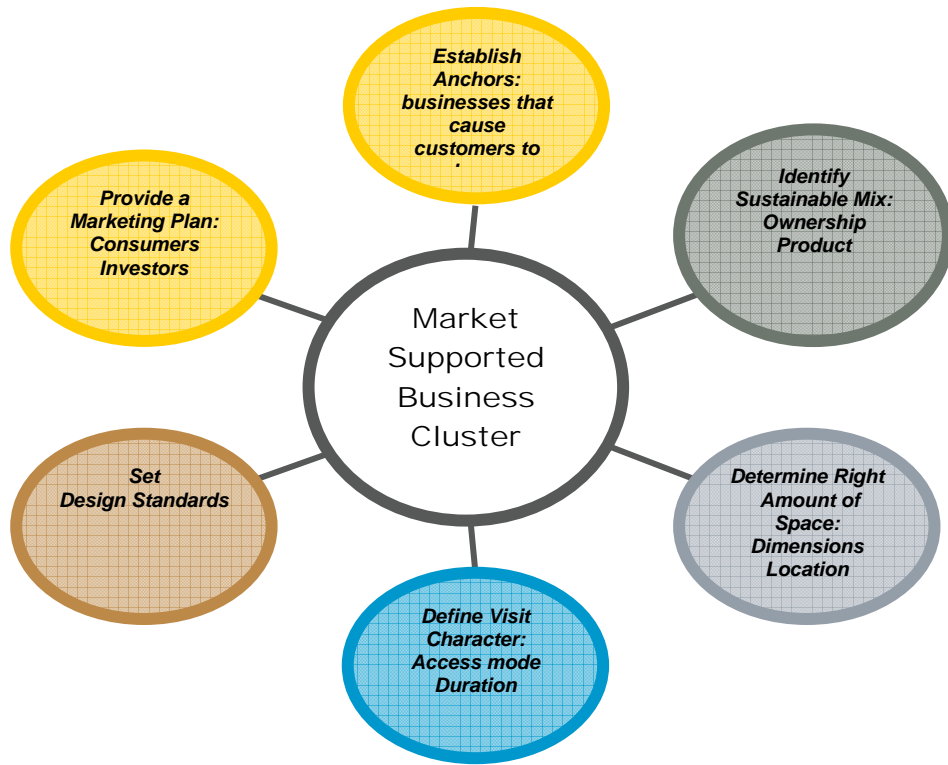 Establish
Anchors:
businesses that
cause
customers to
Identify
Sustainable Mix:
Ownership
Product
Determine Right
Amount of
Space:
Dimensions
Location
Define Visit
Character:
Access mode
Duration
Set
Design Standards
Provide a
Marketing Plan:
Consumers
Investors
Market
Supported
Business
Cluster